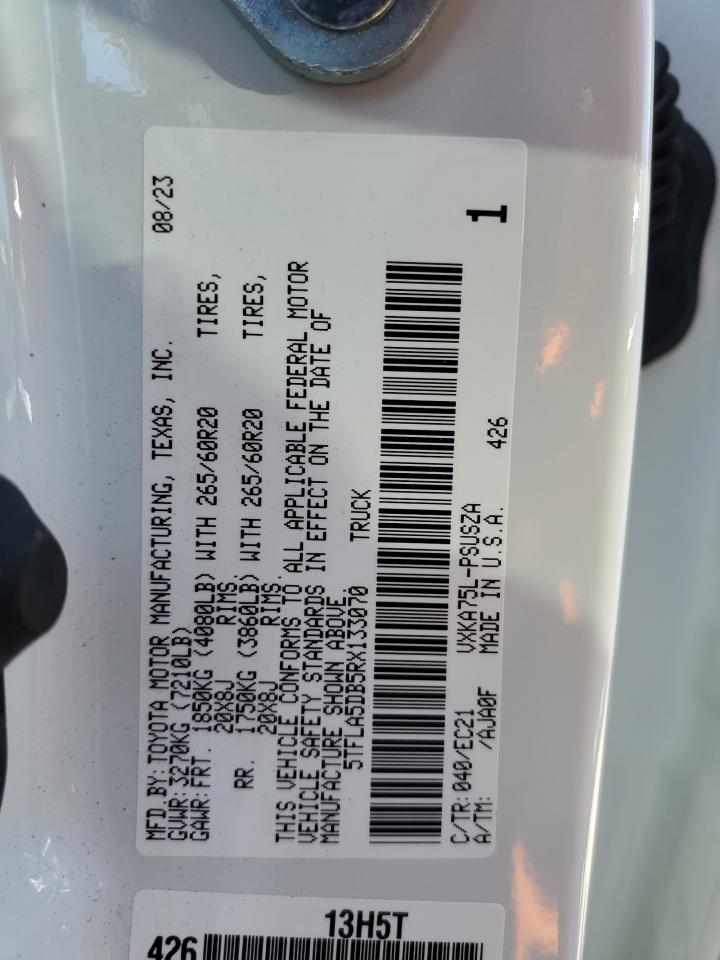 MFD.BY:TOYOTA MOTOR MANUFACTURING, TEXAS, INC. 08/23
GVWR:3270KG (7210LB)
GAWR:FRT. 1850KG (4080LB) WITH 265/60R20 TIRES,
20X8J RIMS.
RR. 1750KG (3860LB) WITH 265/60R20 TIRES,
20X8J RIMS.
THIS VEHICLE CONFORMS TO ALL APPLICABLE FEDERAL MOTOR
VEHICLE SAFETY STANDARDS IN EFFECT ON THE DATE OF
MANUFACTURE SHOWN ABOVE.
5TFLA5DB5RX133070 TRUCK
C/TR:040/EC21 VXKA75L-PSUSZA
A/TM: /AJA0F MADE IN U.S.A. 426 1
13H5T
426